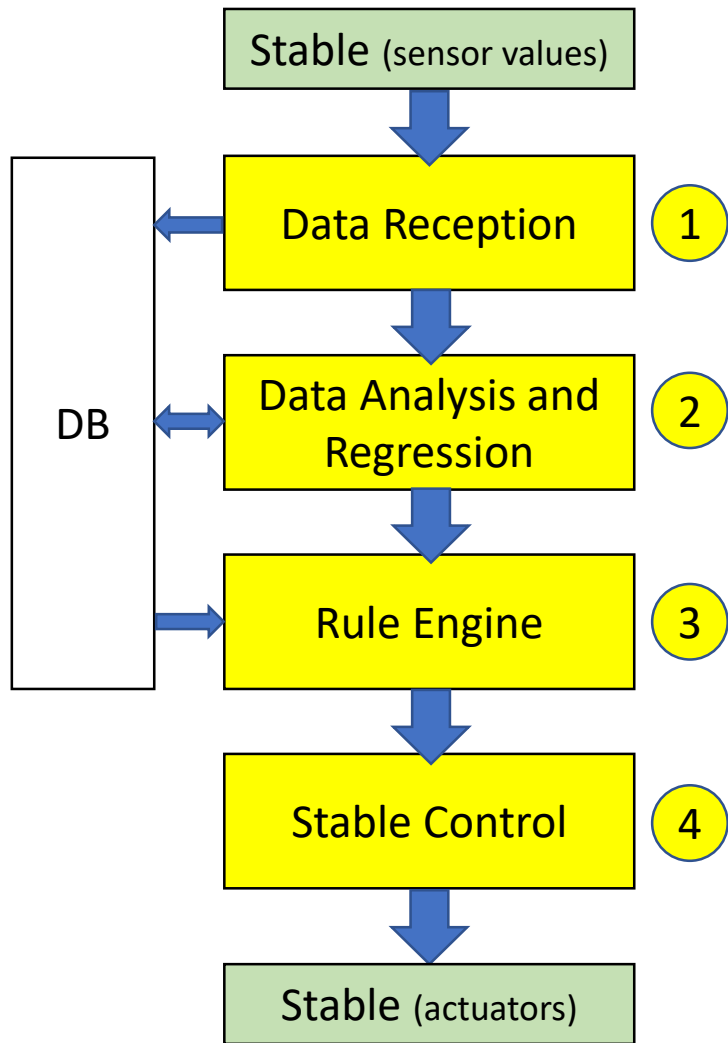 Stable (sensor values)
Data Reception
1
DB
Data Analysis and
Regression
2
Rule Engine
3
Stable Control
4
Stable (actuators)